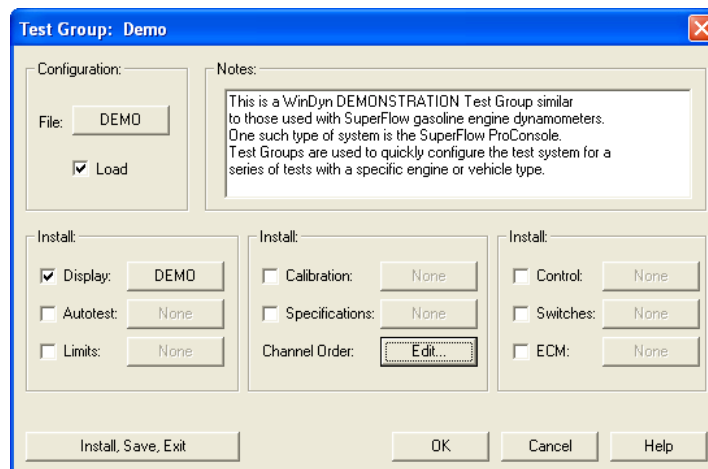 Test Group: Demo
Configuration:
File: DEMO
Load
Notes:
This is a WinDyn DEMONSTRATION Test Group similar
to those used with SuperFlow gasoline engine dynamometers.
One such type of system is the SuperFlow ProConsole.
Test Groups are used to quickly configure the test system for a
series of tests with a specific engine or vehicle type.
Install:
Display: DEMO
Autotest: None
Limits: None
Install:
Calibration: None
Specifications: None
Channel Order: Edit...
Install:
Control: None
Switches: None
ECM: None
Install, Save, Exit
OK
Cancel
Help